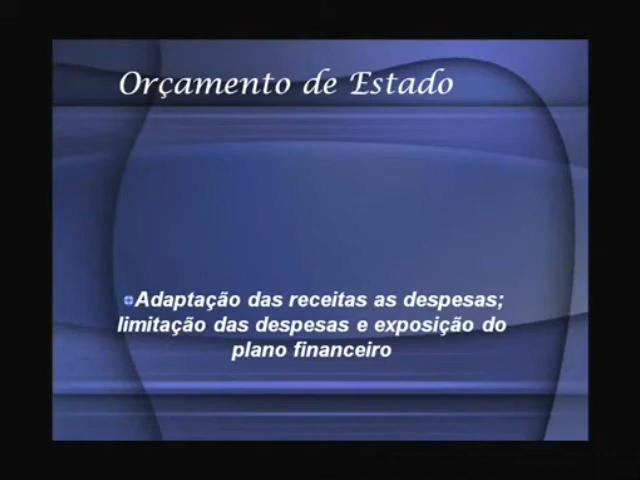 Orçamento de Estado
Adaptação das receitas as despesas;
limitação das despesas e exposição do
plano financeiro